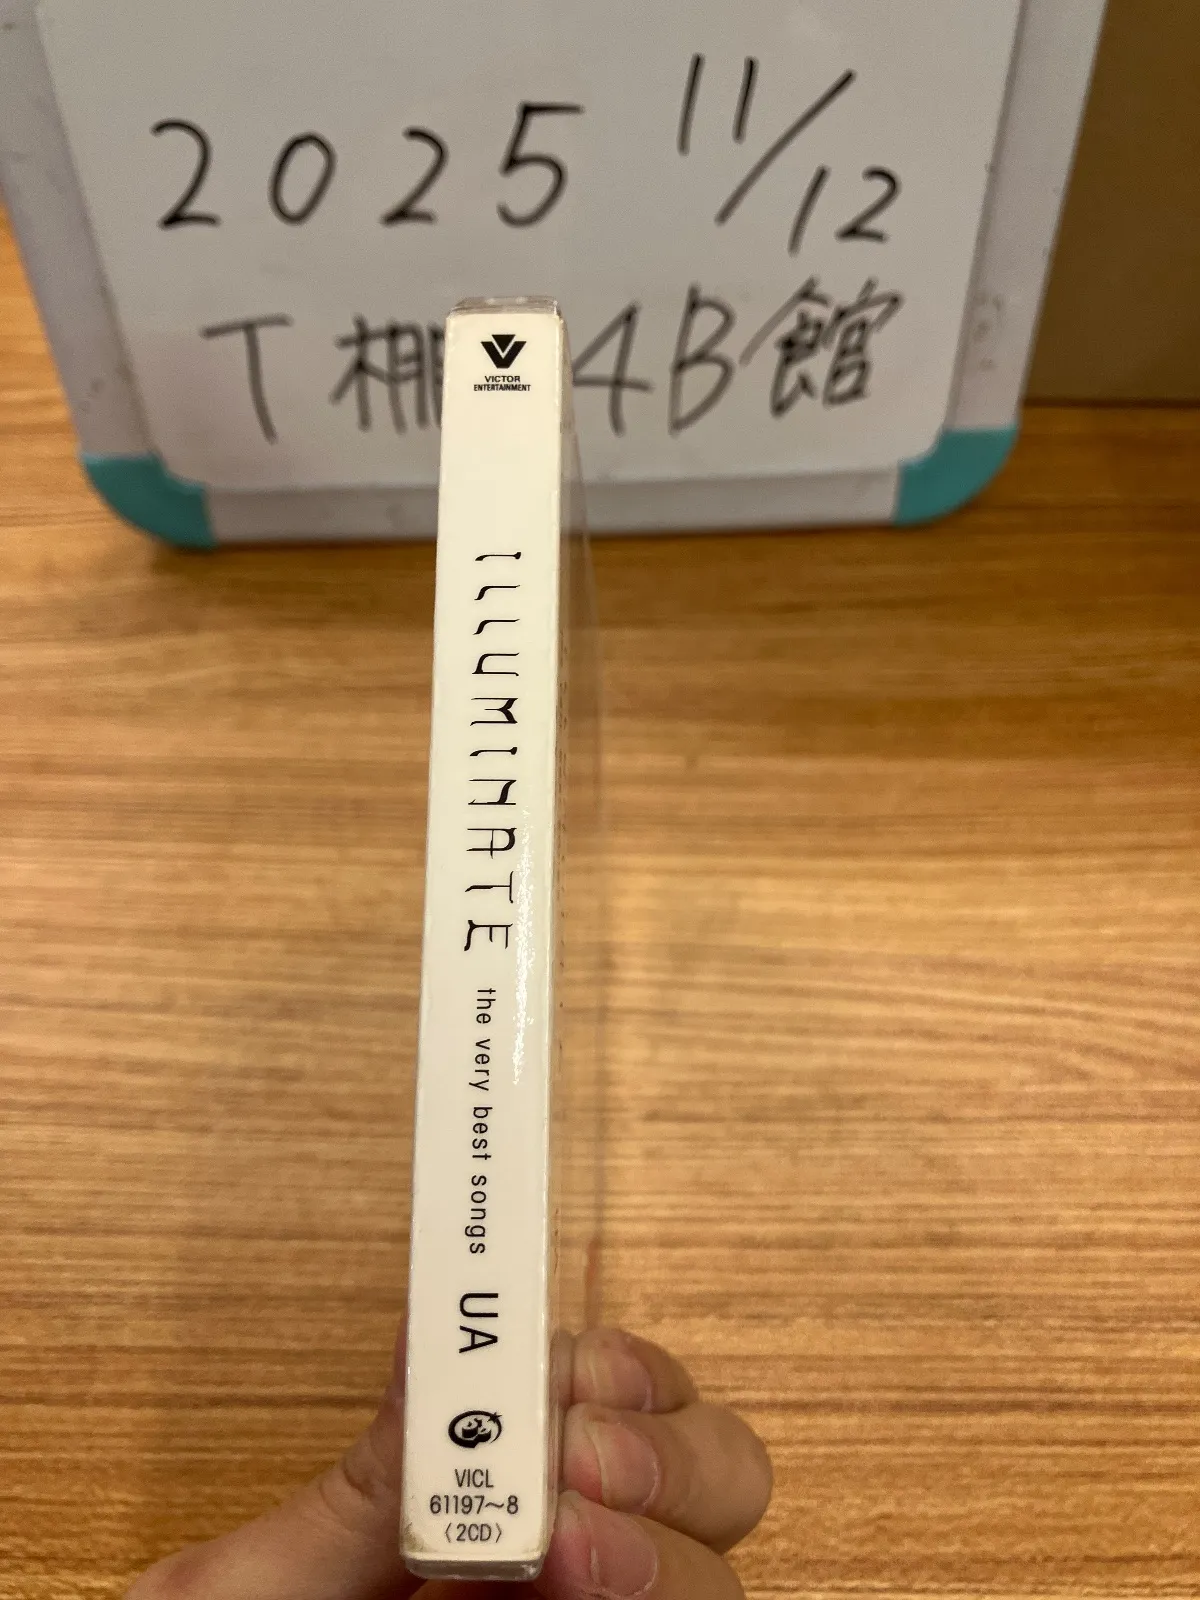 2025 11/12
T棚 4B館
VICTOR
ENTERTAINMENT
ILLUMINATE
the very best songs
UA
VICL
61197〜8
〈2CD〉